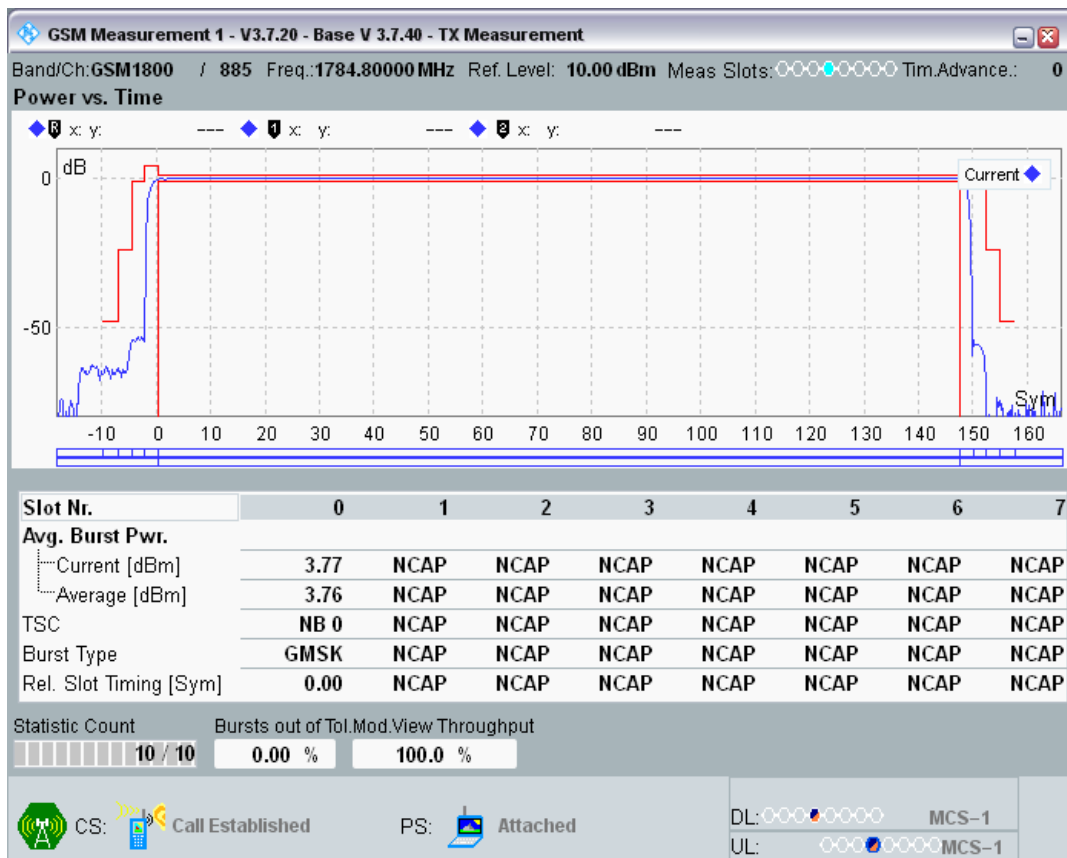 GSM Measurement 1 - V3.7.20 - Base V 3.7.40 - TX Measurement
Band/Ch:GSM1800 / 885 Freq.:1784.80000MHz Ref. Level: 10.00dBm Meas Slots: Tim.Advance.: 0
Power vs. Time
R x: y: --- 1 x: y: --- 2 x: y: ---
dB
Current
0
-50
Sym
-10 0 10 20 30 40 50 60 70 80 90 100 110 120 130 140 150 160
Slot Nr. 0 1 2 3 4 5 6 7
Avg. Burst Pwr.
Current [dBm] 3.77 NCAP NCAP NCAP NCAP NCAP NCAP NCAP
Average [dBm] 3.76 NCAP NCAP NCAP NCAP NCAP NCAP NCAP
TSC NB 0 NCAP NCAP NCAP NCAP NCAP NCAP NCAP
Burst Type GMSK NCAP NCAP NCAP NCAP NCAP NCAP NCAP
Rel. Slot Timing [Sym] 0.00 NCAP NCAP NCAP NCAP NCAP NCAP NCAP
Statistic Count Bursts out of Tol.Mod.View Throughput
10 / 10 0.00 % 100.0 %
CS: Call Established PS: Attached
DL: MCS-1
UL: MCS-1